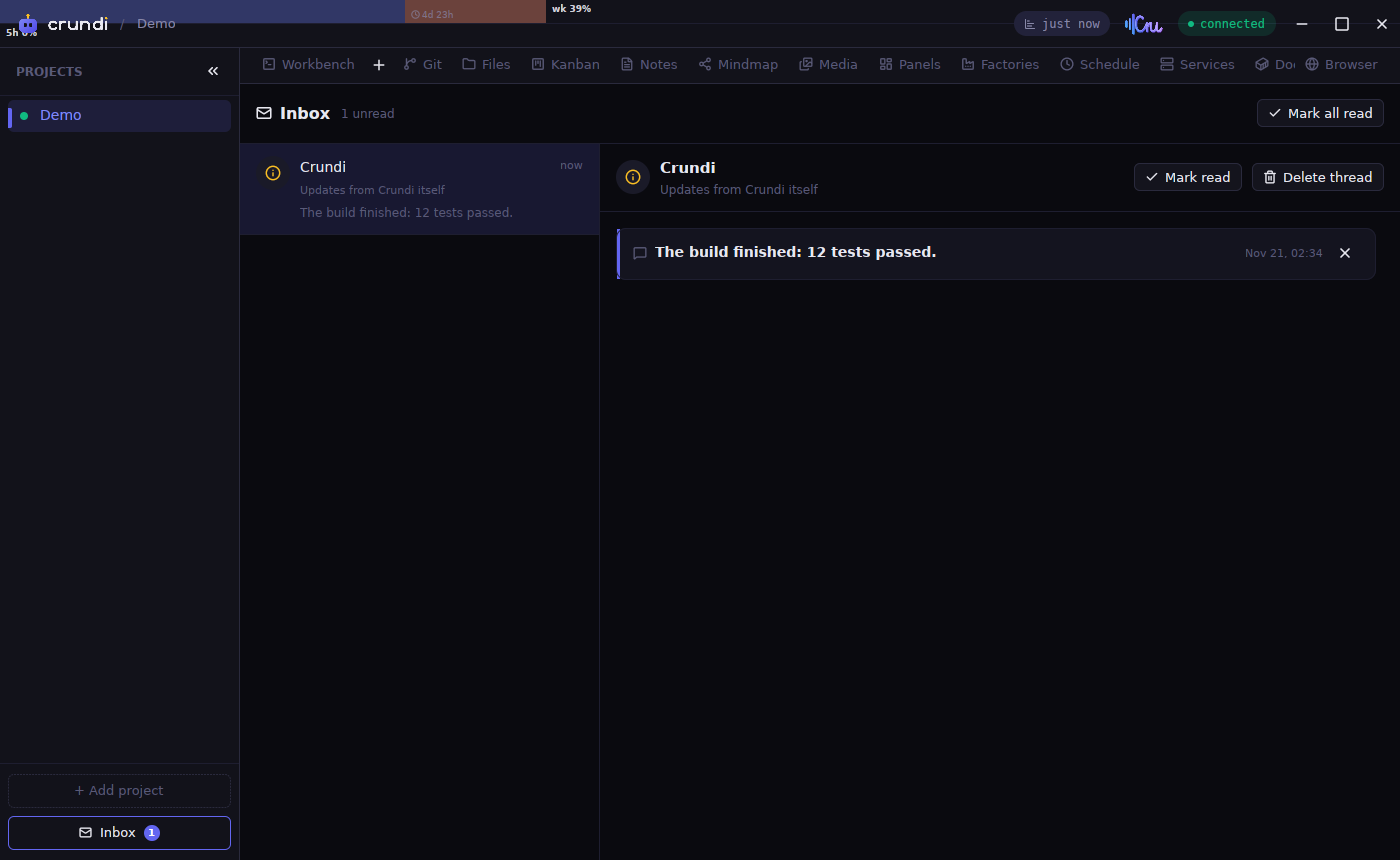 4d 23h
wk 39%
crundi / Demo
just now
Cru
connected
PROJECTS
Workbench
Git
Files
Kanban
Notes
Mindmap
Media
Panels
Factories
Schedule
Services
Browser
Demo
Inbox 1 unread
Mark all read
Crundi
now
Updates from Crundi itself
The build finished: 12 tests passed.
Crundi
Updates from Crundi itself
Mark read
Delete thread
The build finished: 12 tests passed.
Nov 21, 02:34
+ Add project
Inbox 1